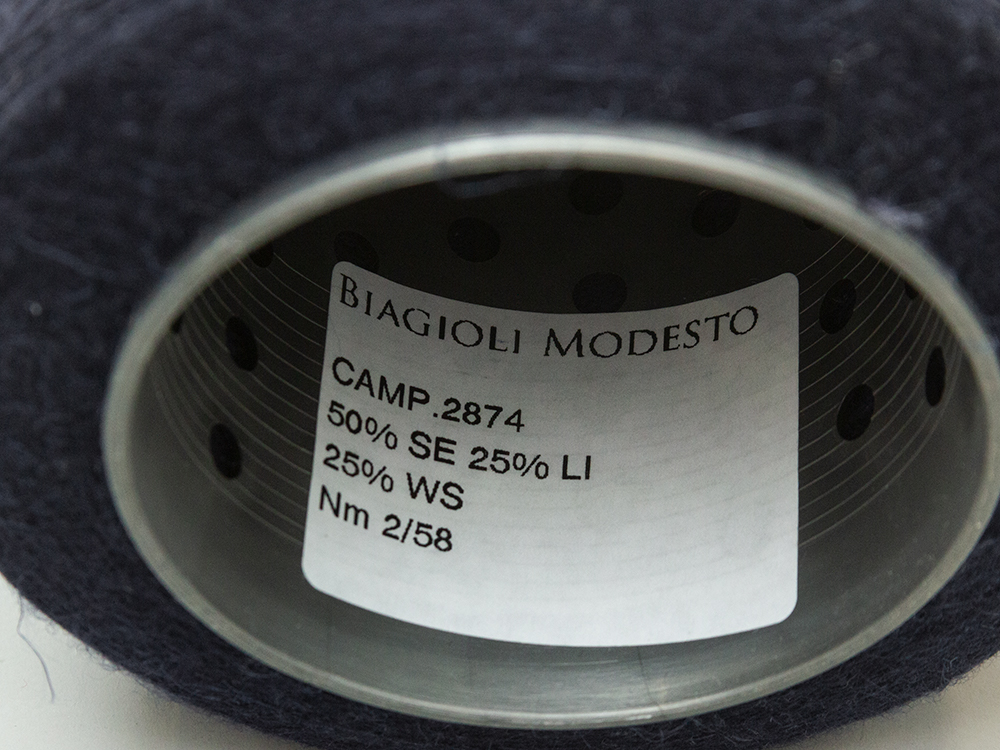 BIAGIOLI MODESTO
CAMP.2874
50% SE 25% LI
25% WS
Nm 2/58